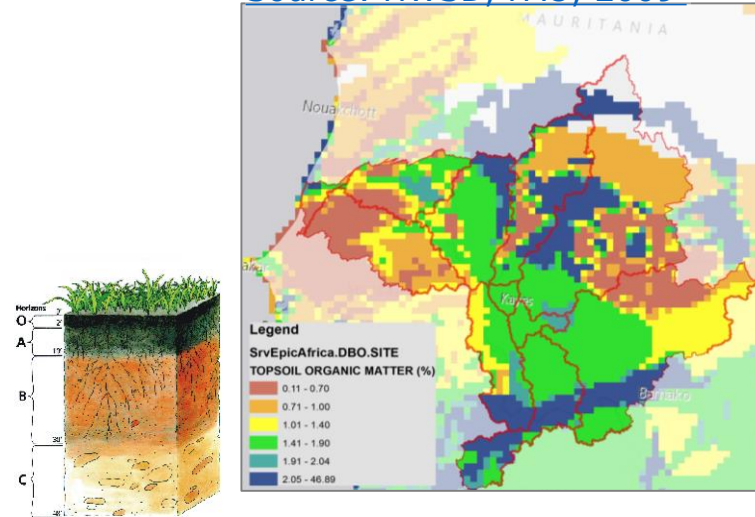 MAURITANIA
Nouakchott
Kayes
Bamako
Legend
SrvEpicAfrica.DBO.SITE
TOPSOIL ORGANIC MATTER (%)
0.11 - 0.70
0.71 - 1.00
1.01 - 1.40
1.41 - 1.90
1.91 - 2.04
2.05 - 46.89
Horizons
O
A
B
C
2"